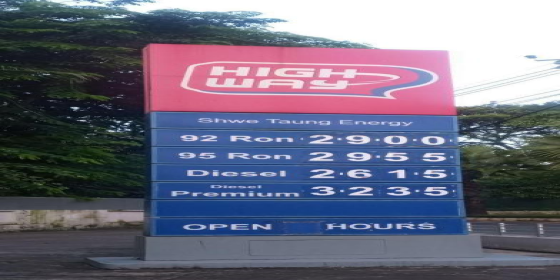 HIGH
WAY
Shwe Taung Energy
92 Ron 2900
95 Ron 2955
Diesel 2615
Diesel
Premium 3235
OPEN HOURS